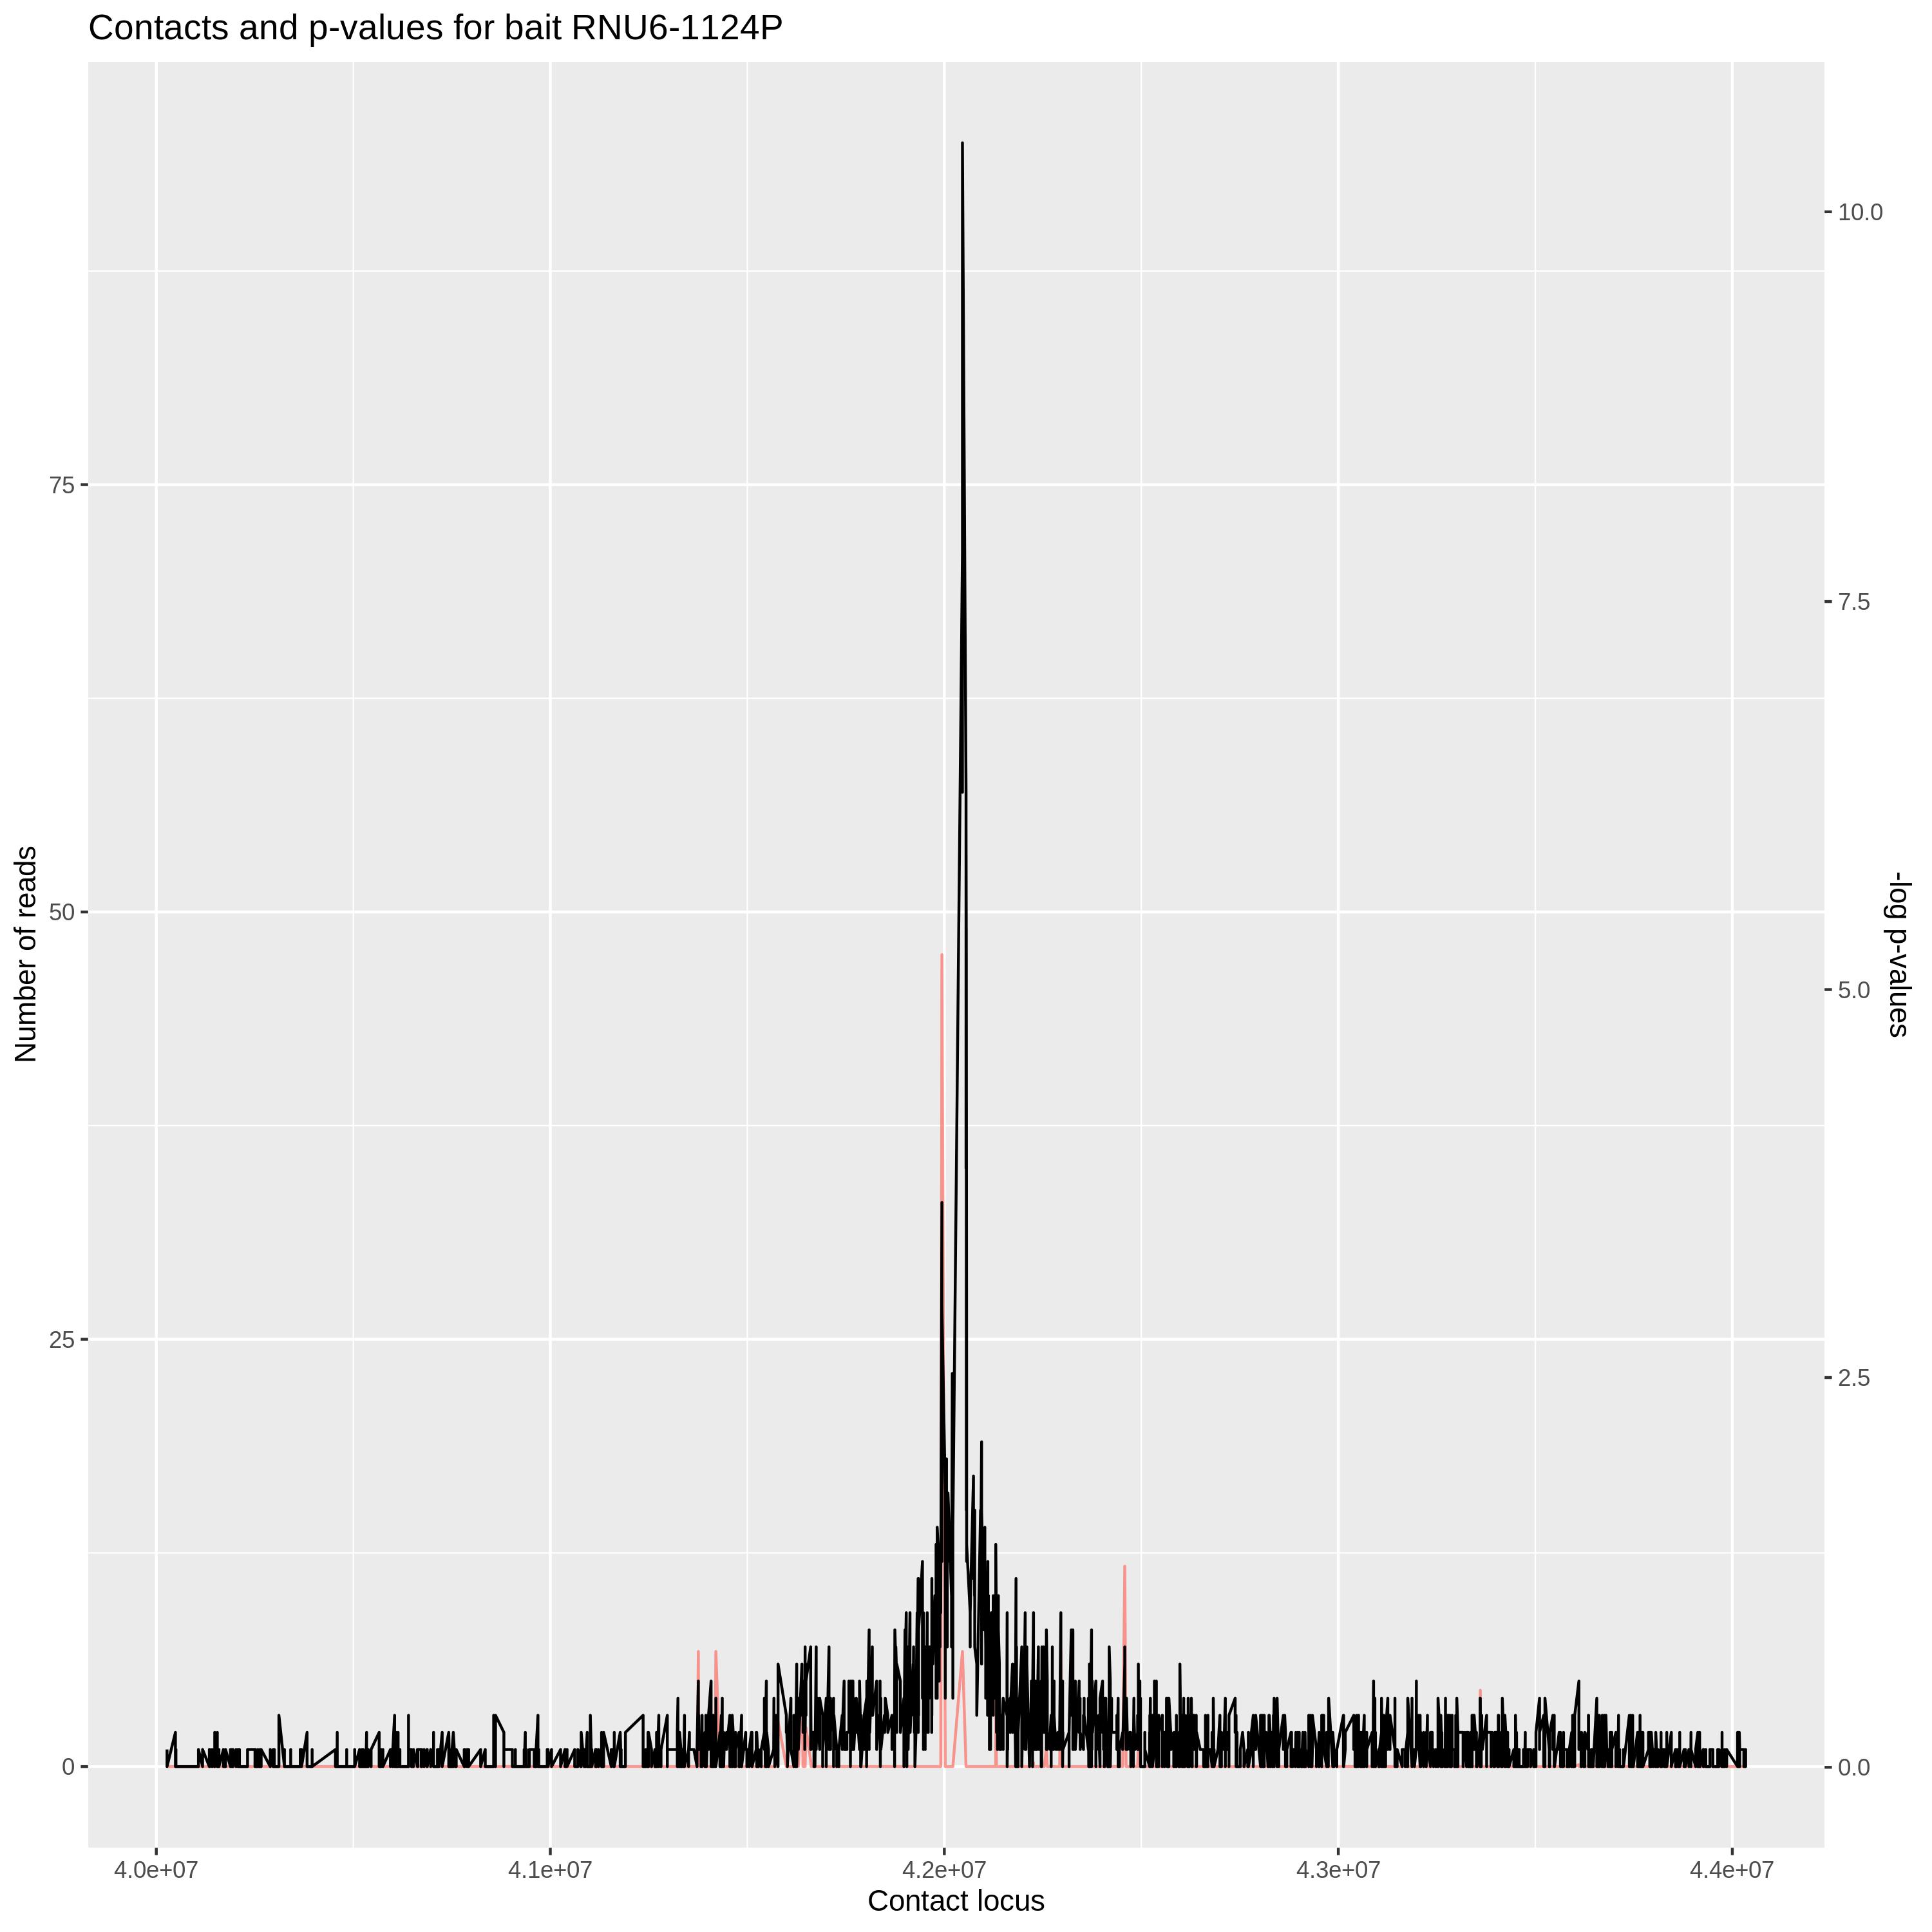 Contacts and p-values for bait RNU6-1124P
Number of reads
75
50
25
0
10.0
7.5
5.0
2.5
0.0
-log p-values
4.0e+07
4.1e+07
4.2e+07
4.3e+07
4.4e+07
Contact locus